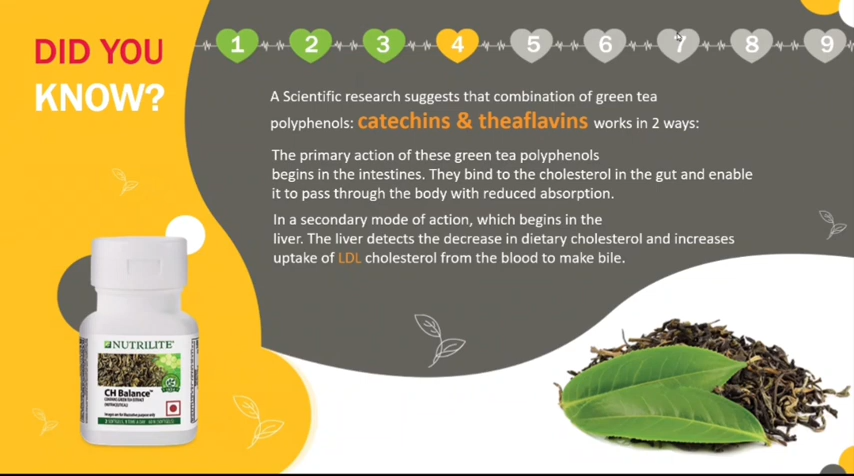 DID YOU
KNOW?
1 2 3 4 5 6 7 8 9
A Scientific research suggests that combination of green tea
polyphenols: catechins & theaflavins works in 2 ways:
The primary action of these green tea polyphenols
begins in the intestines. They bind to the cholesterol in the gut and enable
it to pass through the body with reduced absorption.
In a secondary mode of action, which begins in the
liver. The liver detects the decrease in dietary cholesterol and increases
uptake of LDL cholesterol from the blood to make bile.
NUTRILITE
CH Balance™